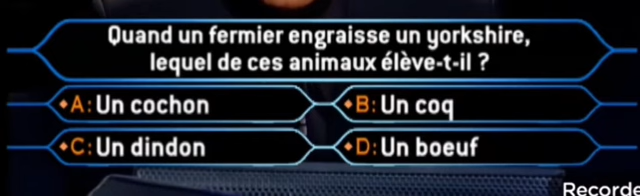 Quand un fermier engraisse un yorkshire,
lequel de ces animaux élève-t-il ?
A: Un cochon
B: Un coq
C: Un dindon
D: Un boeuf
Recorde